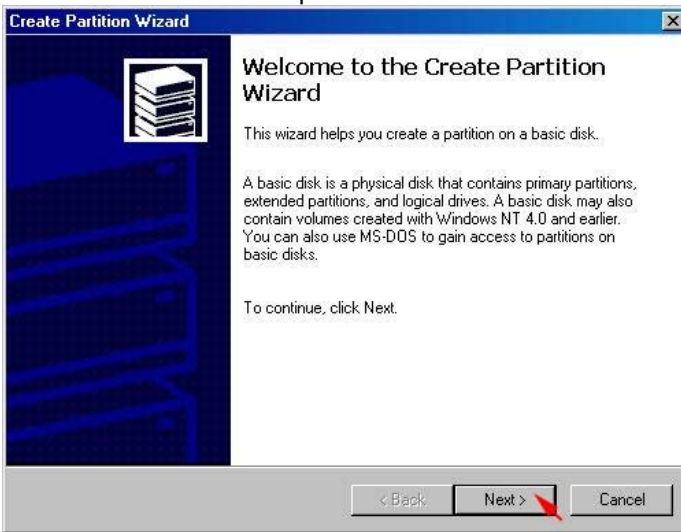 Create Partition Wizard
Welcome to the Create Partition
Wizard
This wizard helps you create a partition on a basic disk.
A basic disk is a physical disk that contains primary partitions,
extended partitions, and logical drives. A basic disk may also
contain volumes created with Windows NT 4.0 and earlier.
You can also use MS-DOS to gain access to partitions on
basic disks.
To continue, click Next.
< Back Next > Cancel